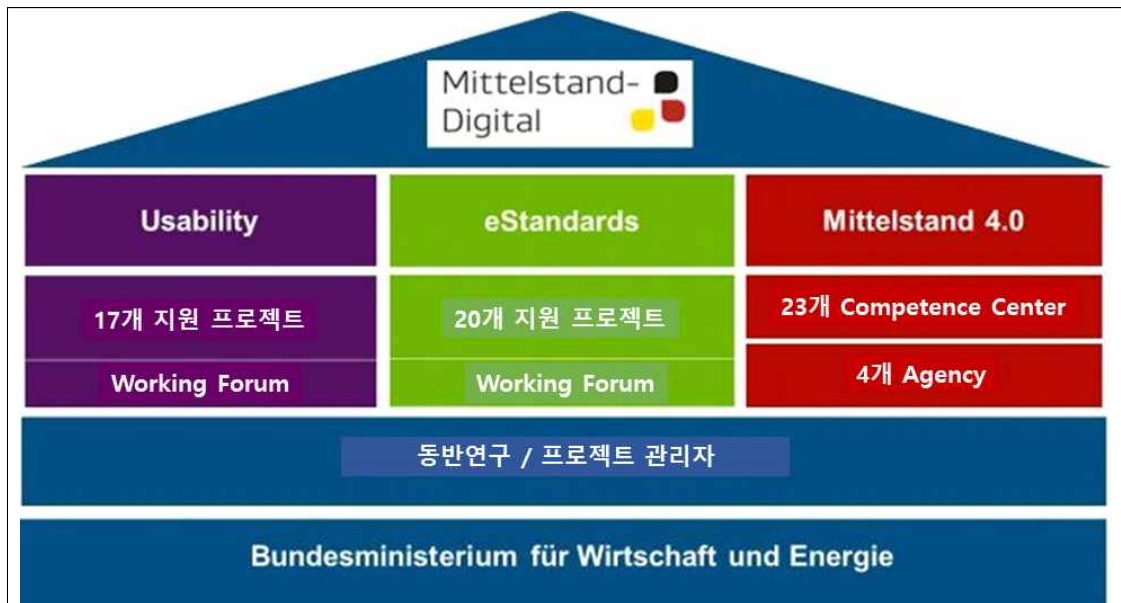 Mittelstand-
Digital
Usability
eStandards
Mittelstand 4.0
17개 지원 프로젝트
20개 지원 프로젝트
23개 Competence Center
Working Forum
Working Forum
4개 Agency
동반연구 / 프로젝트 관리자
Bundesministerium für Wirtschaft und Energie